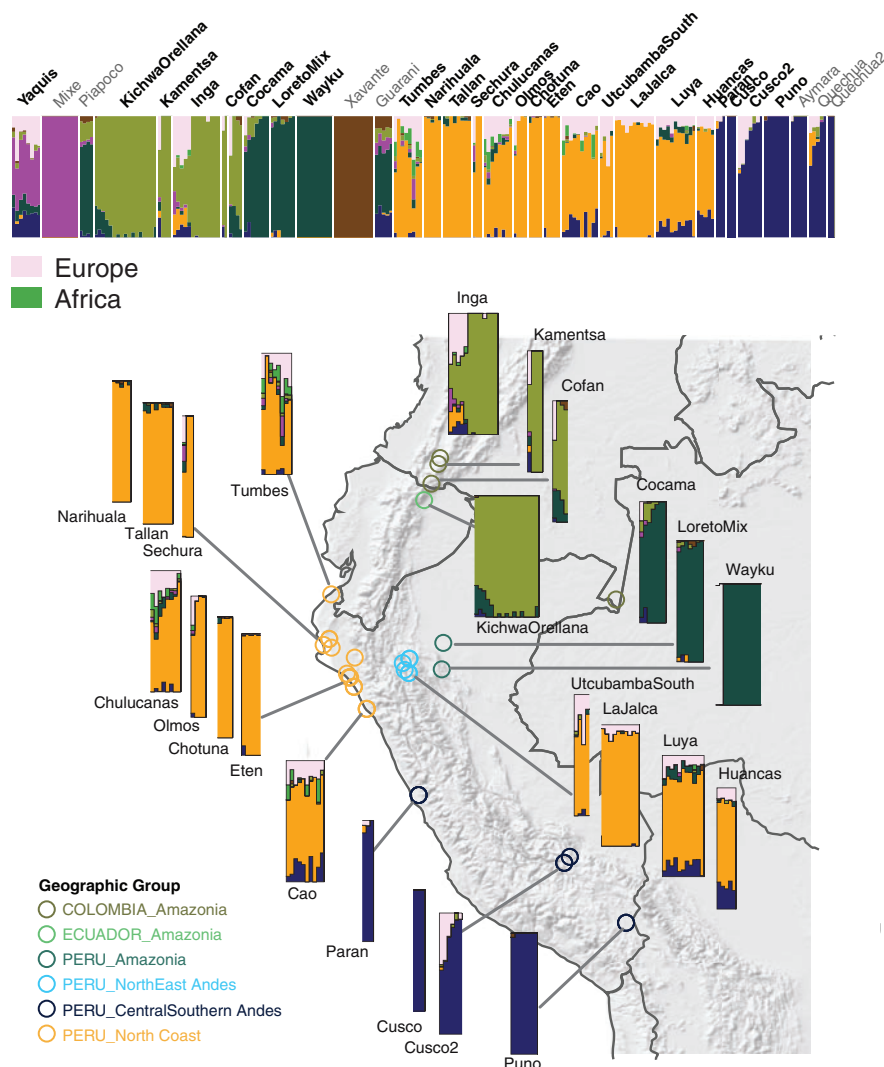 Yaquis
Mixe
Piapoco
KichwaOrellana
Kamentsa
Inga
Cofan
Cocama
LoretoMix
Wayku
Xavante
Guarani
Tumbes
Narihuala
Tallan
Sechura
Chulucanas
Olmos
Chotuna
Eten
Cao
UtcubambaSouth
LaJalca
Luya
Huancas
Paran
Cusco
Cusco2
Puno
Aymara
Quechua
Quechua2
Europe
Africa
Inga
Kamentsa
Cofan
Narihuala
Tallan
Sechura
Tumbes
Cocama
LoretoMix
Wayku
KichwaOrellana
Chulucanas
Olmos
Chotuna
Eten
UtcubambaSouth
LaJalca
Luya
Huancas
Cao
Paran
Cusco
Cusco2
Puno
Geographic Group
COLOMBIA_Amazonia
ECUADOR_Amazonia
PERU_Amazonia
PERU_NorthEast Andes
PERU_CentralSouthern Andes
PERU_North Coast